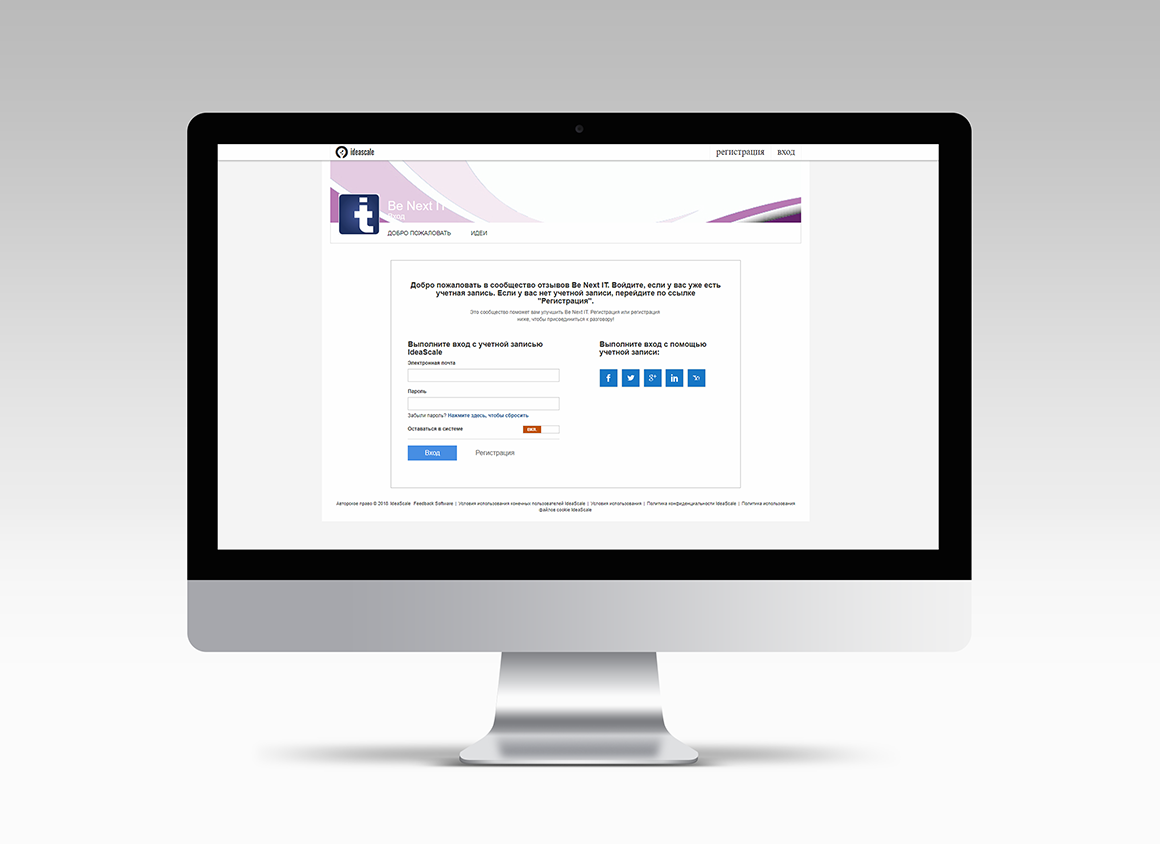 ideascale
регистрация вход
Be Next IT
Вход
ДОБРО ПОЖАЛОВАТЬ ИДЕИ
Добро пожаловать в сообщество отзывов Be Next IT. Войдите, если у вас уже есть
учетная запись. Если у вас нет учетной записи, перейдите по ссылке
"Регистрация".
Это сообщество поможет вам улучшить Be Next IT. Регистрация или регистрация
ниже, чтобы присоединиться к разговору!
Выполните вход с учетной записью
IdeaScale
Электронная почта
Пароль
Забыли пароль? Нажмите здесь, чтобы сбросить.
Оставаться в системе
Вход Регистрация
Выполните вход с помощью
учетной записи:
Авторское право © 2018 IdeaScale Feedback Software | Условия использования конечных пользователей IdeaScale | Условия использования | Политика конфиденциальности IdeaScale | Политика использования
файлов cookie IdeaScale